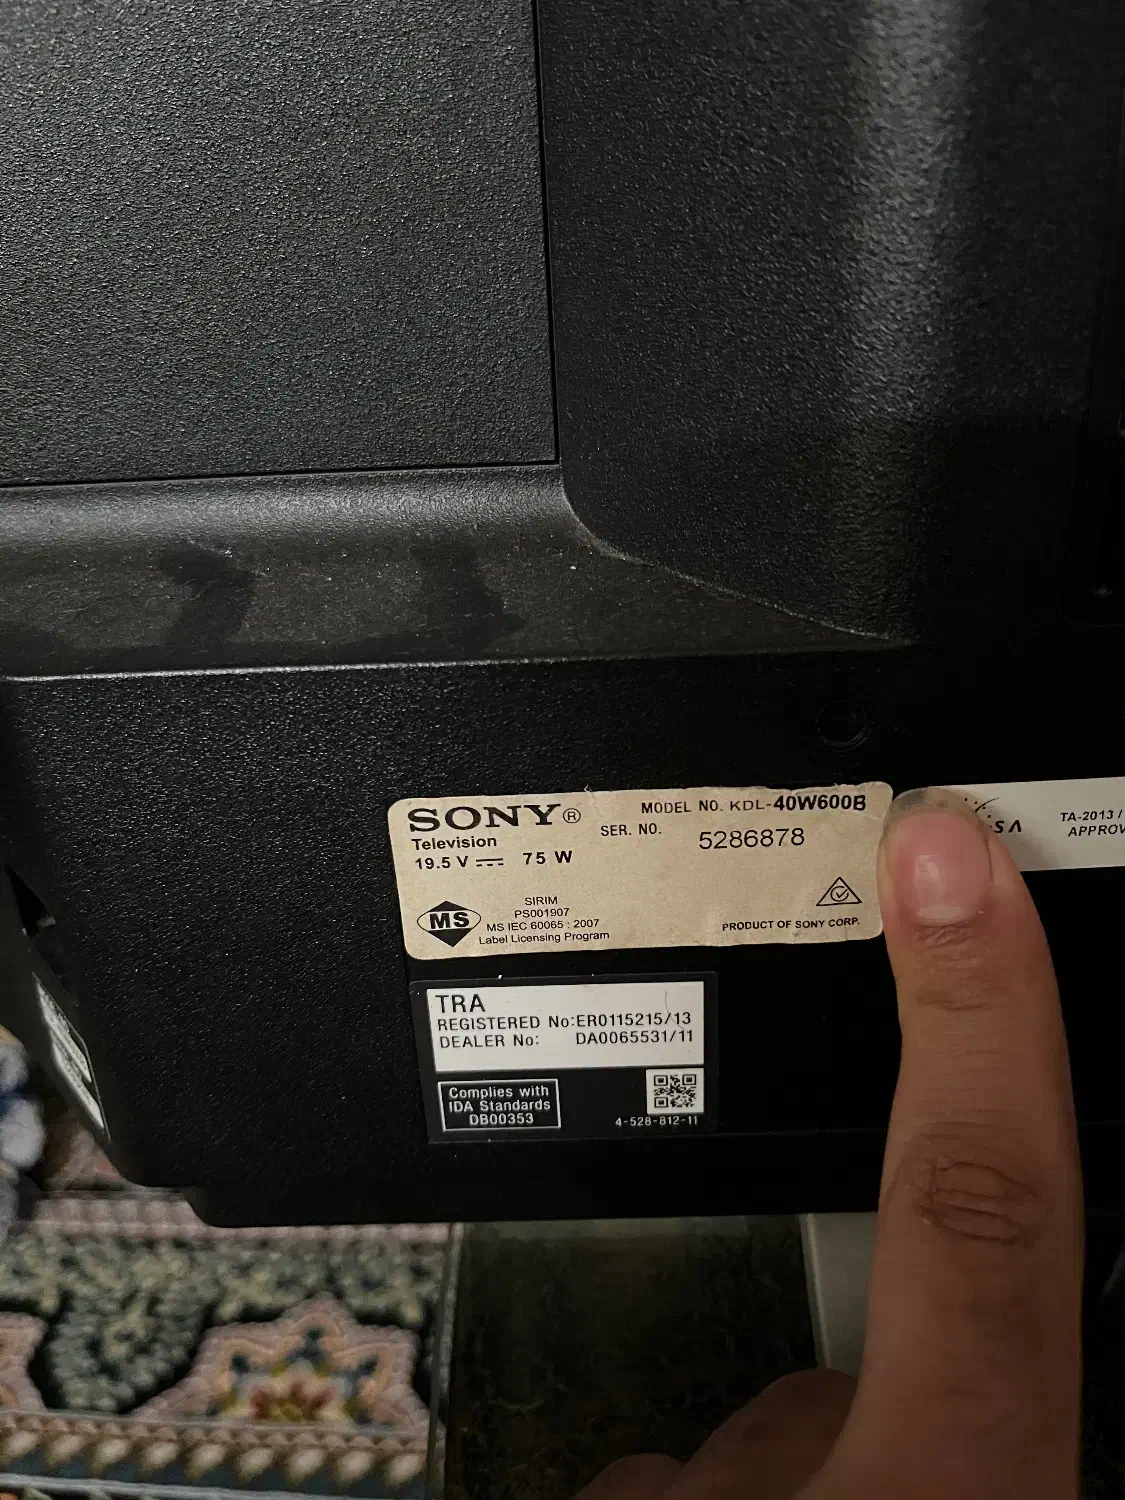 SONY®
MODEL NO. KDL-40W600B
Television
SER. NO. 5286878
19.5 V 75 W
MS
SIRIM
PS001907
MS IEC 60065 : 2007
Label Licensing Program
PRODUCT OF SONY CORP.
TA-2013 /
APPROV
TRA
REGISTERED No:ER0115215/13
DEALER No: DA0065531/11
Complies with
IDA Standards
DB00353
4-528-812-11